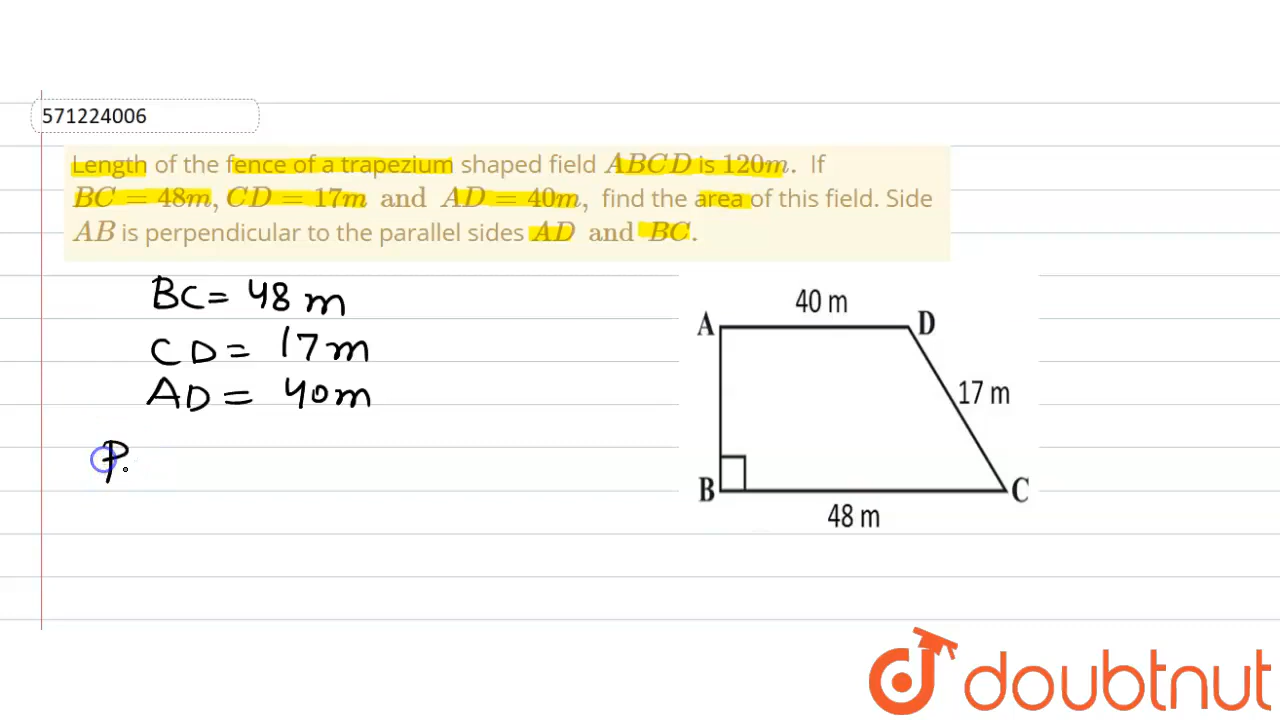 571224006
Length of the fence of a trapezium shaped field ABCD is 120m. If
BC = 48m, CD = 17m and AD = 40m, find the area of this field. Side
AB is perpendicular to the parallel sides AD and BC.
BC = 48 m
CD = 17 m
AD = 40 m
P.
40 m
A
D
17 m
B
C
48 m
doubtnut